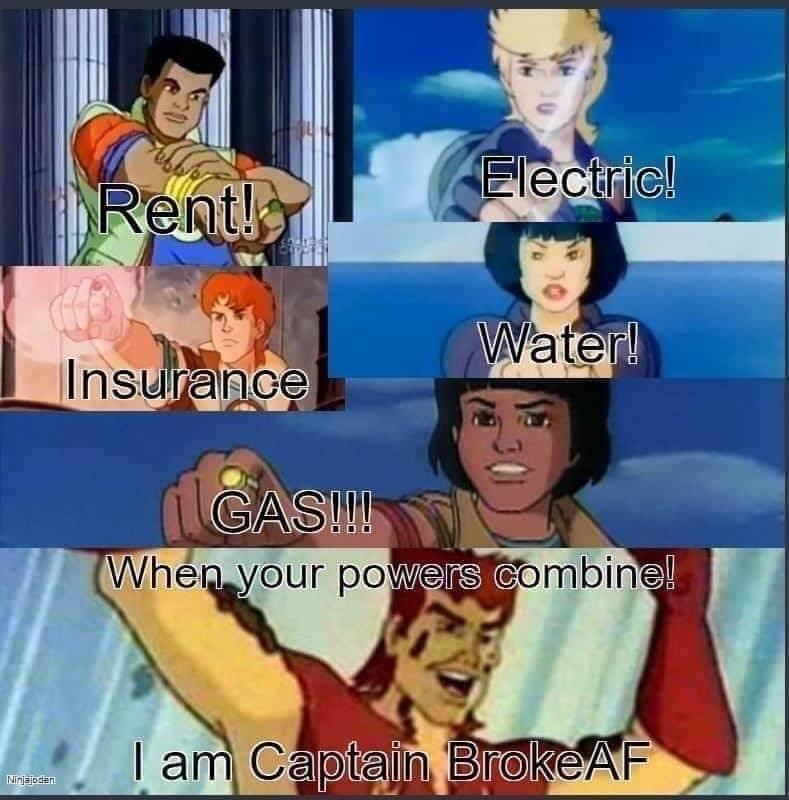 Rent!
Electric!
Insurance
Water!
GAS!!!
When your powers combine!
I am Captain BrokeAF
Ninjajoden